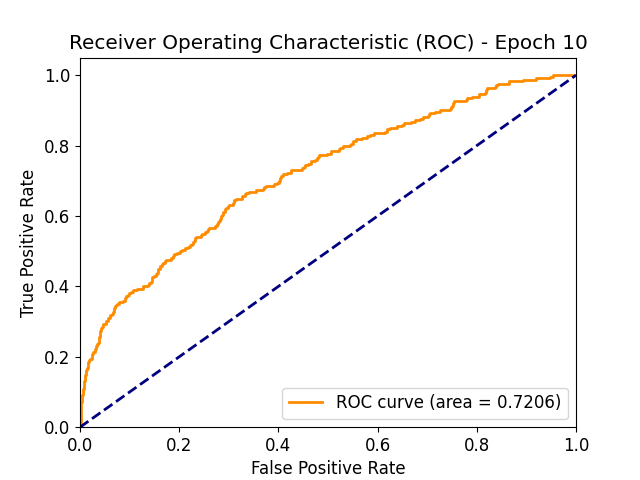 Receiver Operating Characteristic (ROC) - Epoch 10
1.0
0.8
0.6
0.4
0.2
0.0
True Positive Rate
ROC curve (area = 0.7206)
0.0 0.2 0.4 0.6 0.8 1.0
False Positive Rate